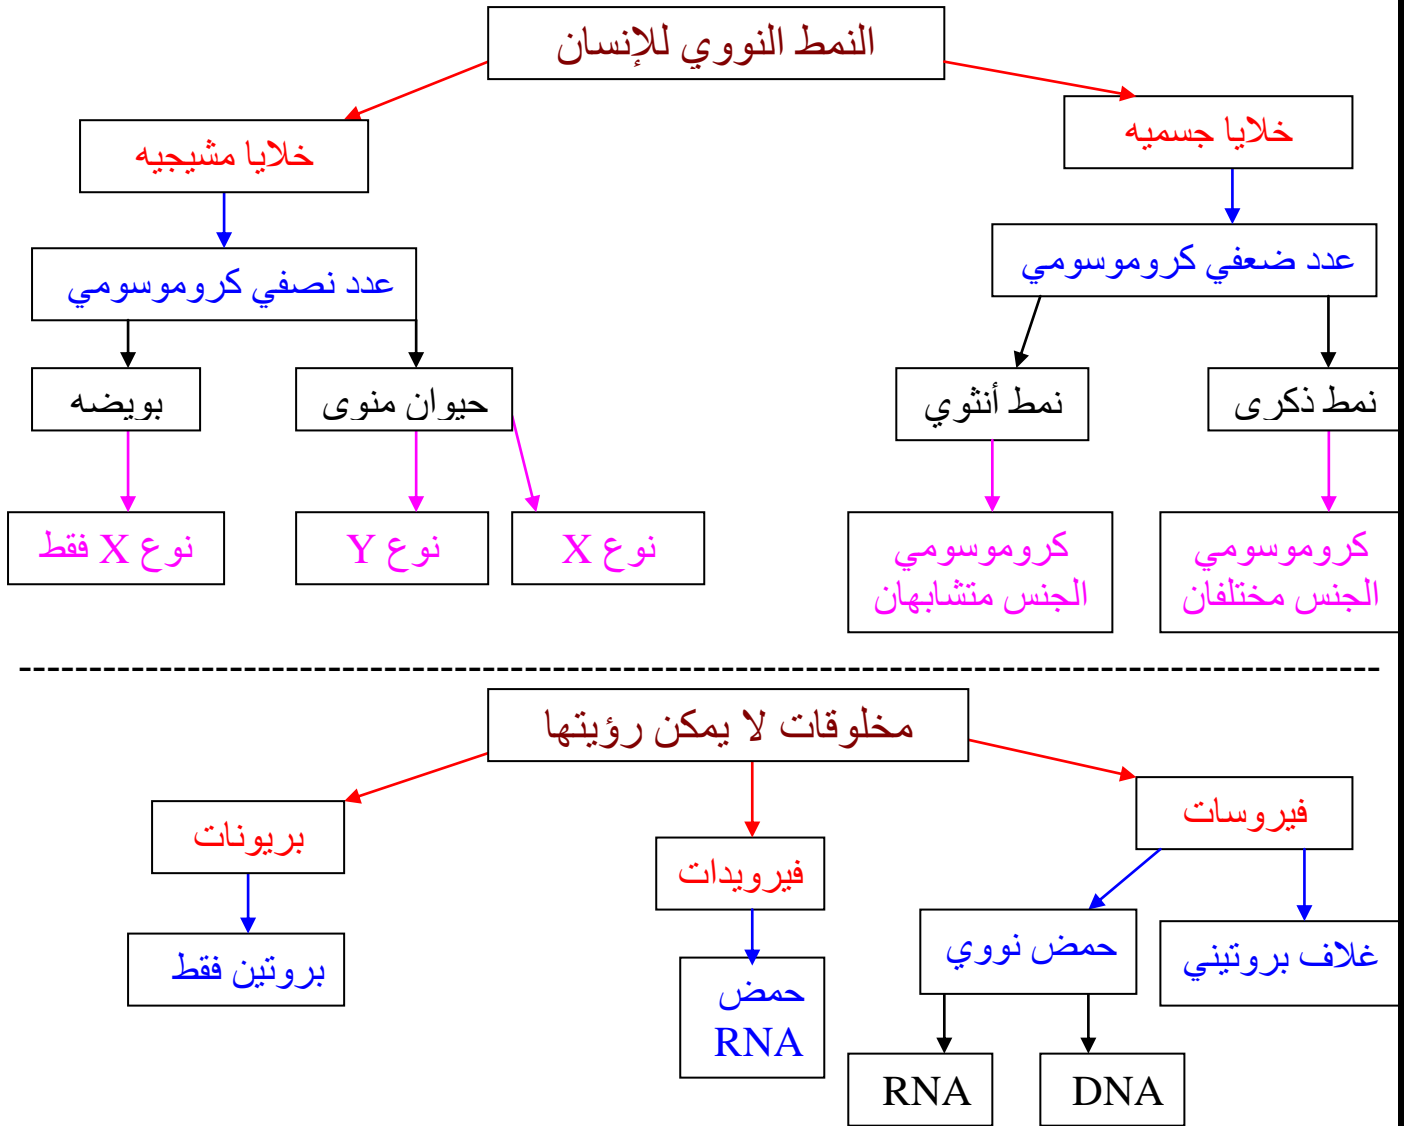 النمط النووي للإنسان
خلايا جسميه
خلايا مشيجيه
عدد ضعفي كروموسومي
عدد نصفي كروموسومي
نمط ذكرى
نمط أنثوي
حيوان منوى
بويضه
كروموسومي
الجنس مختلفان
كروموسومي
الجنس متشابهان
نوع X
نوع Y
نوع X فقط
مخلوقات لا يمكن رؤيتها
فيروسات
فيرويدات
بريونات
غلاف بروتيني
حمض نووي
حمض
RNA
بروتين فقط
DNA
RNA